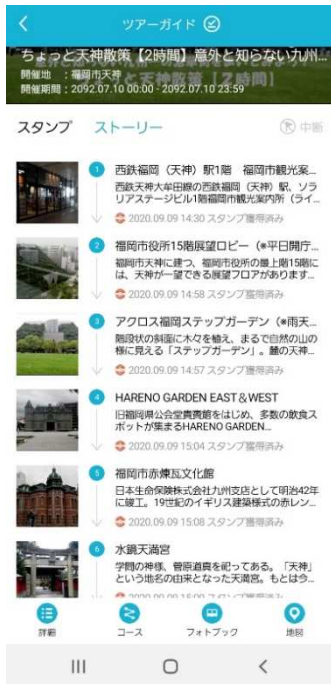 ツアーガイド
ちょっと天神散策【2時間】意外と知らない九州...
開催地 ：福岡市天神
開催期間：2092.07.10 00:00 - 2092.07.10 23:59
スタンプ ストーリー 中断
1 西鉄福岡（天神）駅1階 福岡市観光案...
西鉄天神大牟田線の西鉄福岡（天神）駅、ソラ
リアステージビル1階福岡市観光案内所（ライ...
2020.09.09 14:30 スタンプ獲得済み
2 福岡市役所15階展望ロビー（※平日開庁...
福岡市天神に建つ、福岡市役所の最上階15階に
は、天神が一望できる展望フロアがあります...
2020.09.09 14:58 スタンプ獲得済み
3 アクロス福岡ステップガーデン（※雨天...
階段状の斜面に木々を植え、まるで自然の山の
様に見える「ステップガーデン」。麓の天神...
2020.09.09 14:57 スタンプ獲得済み
4 HARENO GARDEN EAST＆WEST
旧福岡県公会堂貴賓館をはじめ、多数の飲食ス
ポットが集まるHARENO GARDEN...
2020.09.09 15:04 スタンプ獲得済み
5 福岡市赤煉瓦文化館
日本生命保険株式会社九州支店として明治42年
に竣工。19世紀のイギリス建築様式の赤レン...
2020.09.09 15:08 スタンプ獲得済み
6 水鏡天満宮
学問の神様、菅原道真を祀ってある。「天神」
という地名の由来となった天満宮。もとは今...
詳細 コース フォトブック 地図